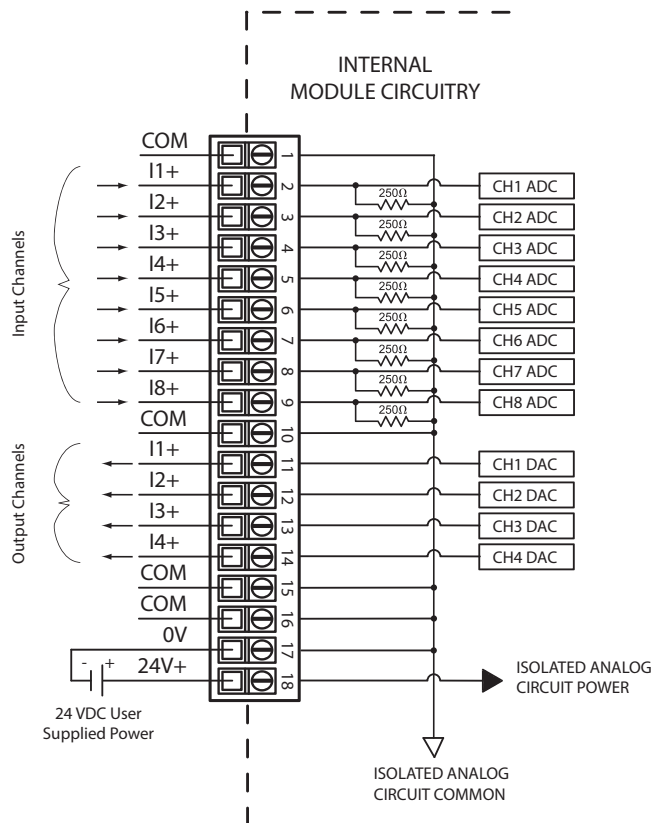 INTERNAL
MODULE CIRCUITRY
COM
1
I1+
2
250Ω
CH1 ADC
I2+
3
250Ω
CH2 ADC
I3+
4
250Ω
CH3 ADC
I4+
5
250Ω
CH4 ADC
I5+
6
250Ω
CH5 ADC
I6+
7
250Ω
CH6 ADC
I7+
8
250Ω
CH7 ADC
I8+
9
250Ω
CH8 ADC
Input Channels
COM
10
I1+
11
CH1 DAC
I2+
12
CH2 DAC
I3+
13
CH3 DAC
I4+
14
CH4 DAC
Output Channels
COM
15
COM
16
0V
17
- +
24V+
18
ISOLATED ANALOG
CIRCUIT POWER
24 VDC User
Supplied Power
ISOLATED ANALOG
CIRCUIT COMMON